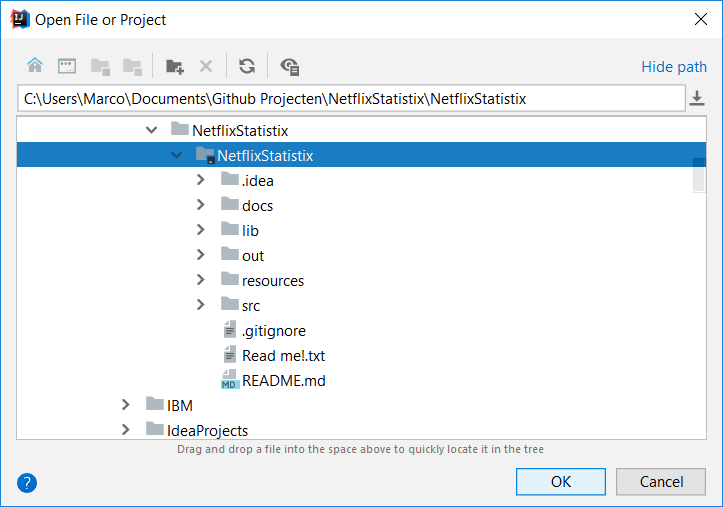 Open File or Project
Hide path
C:\Users\Marco\Documents\Github Projecten\NetflixStatistix\NetflixStatistix
NetflixStatistix
NetflixStatistix
.idea
docs
lib
out
resources
src
.gitignore
Read me!.txt
README.md
IBM
IdeaProjects
Drag and drop a file into the space above to quickly locate it in the tree
? OK Cancel